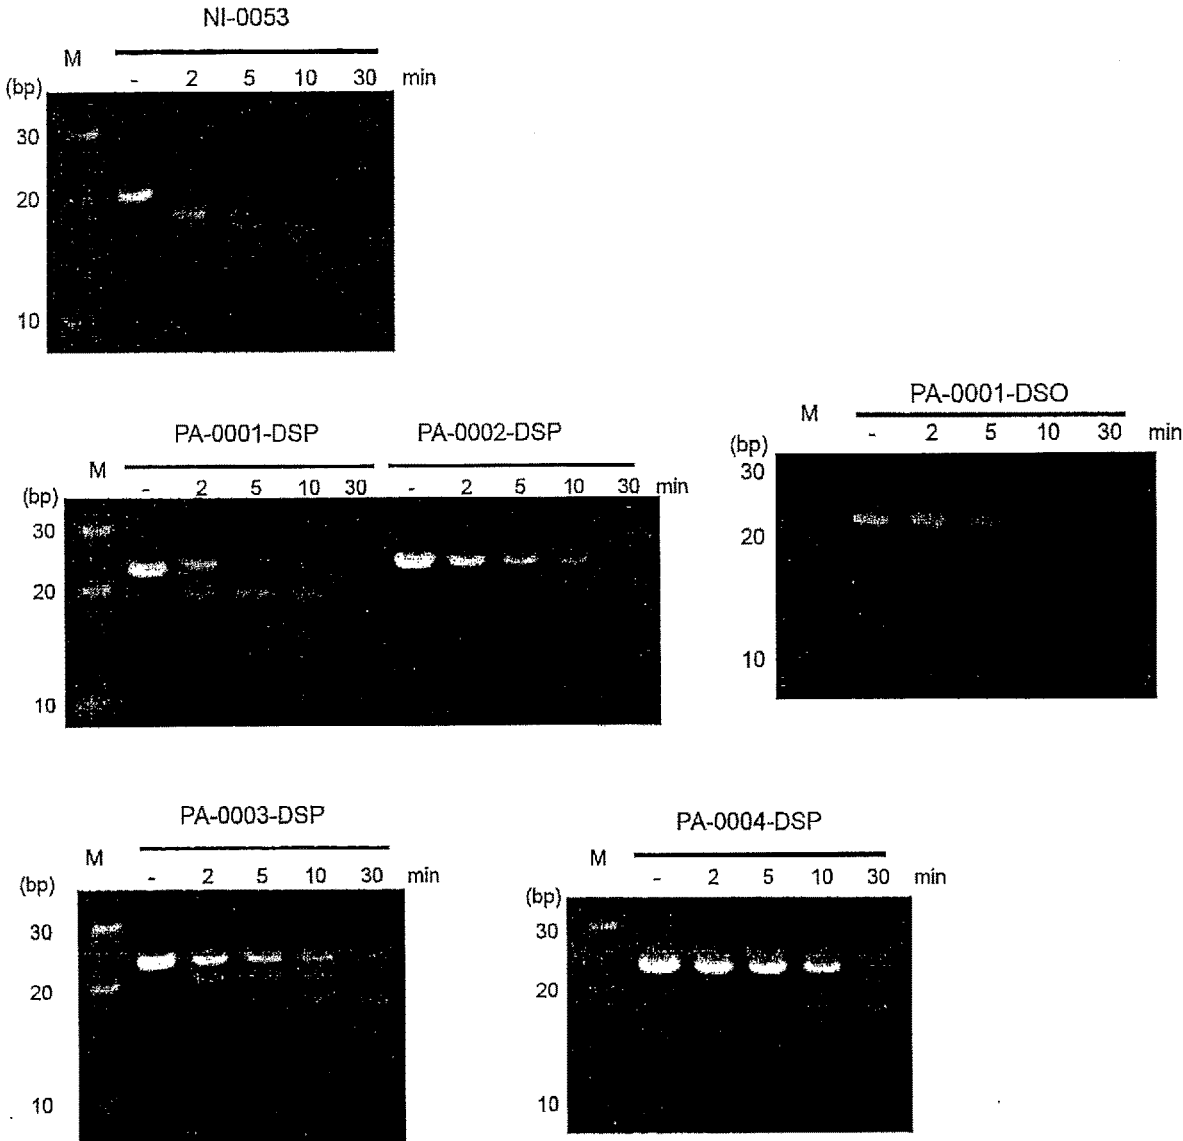 NI-0053
M
- 2 5 10 30 min
(bp)
30
20
10
PA-0001-DSP PA-0002-DSP
M
- 2 5 10 30 - 2 5 10 30 min
(bp)
30
20
10
PA-0001-DSO
M
- 2 5 10 30 min
(bp)
30
20
10
PA-0003-DSP
M
- 2 5 10 30 min
(bp)
30
20
10
PA-0004-DSP
M
- 2 5 10 30 min
(bp)
30
20
10